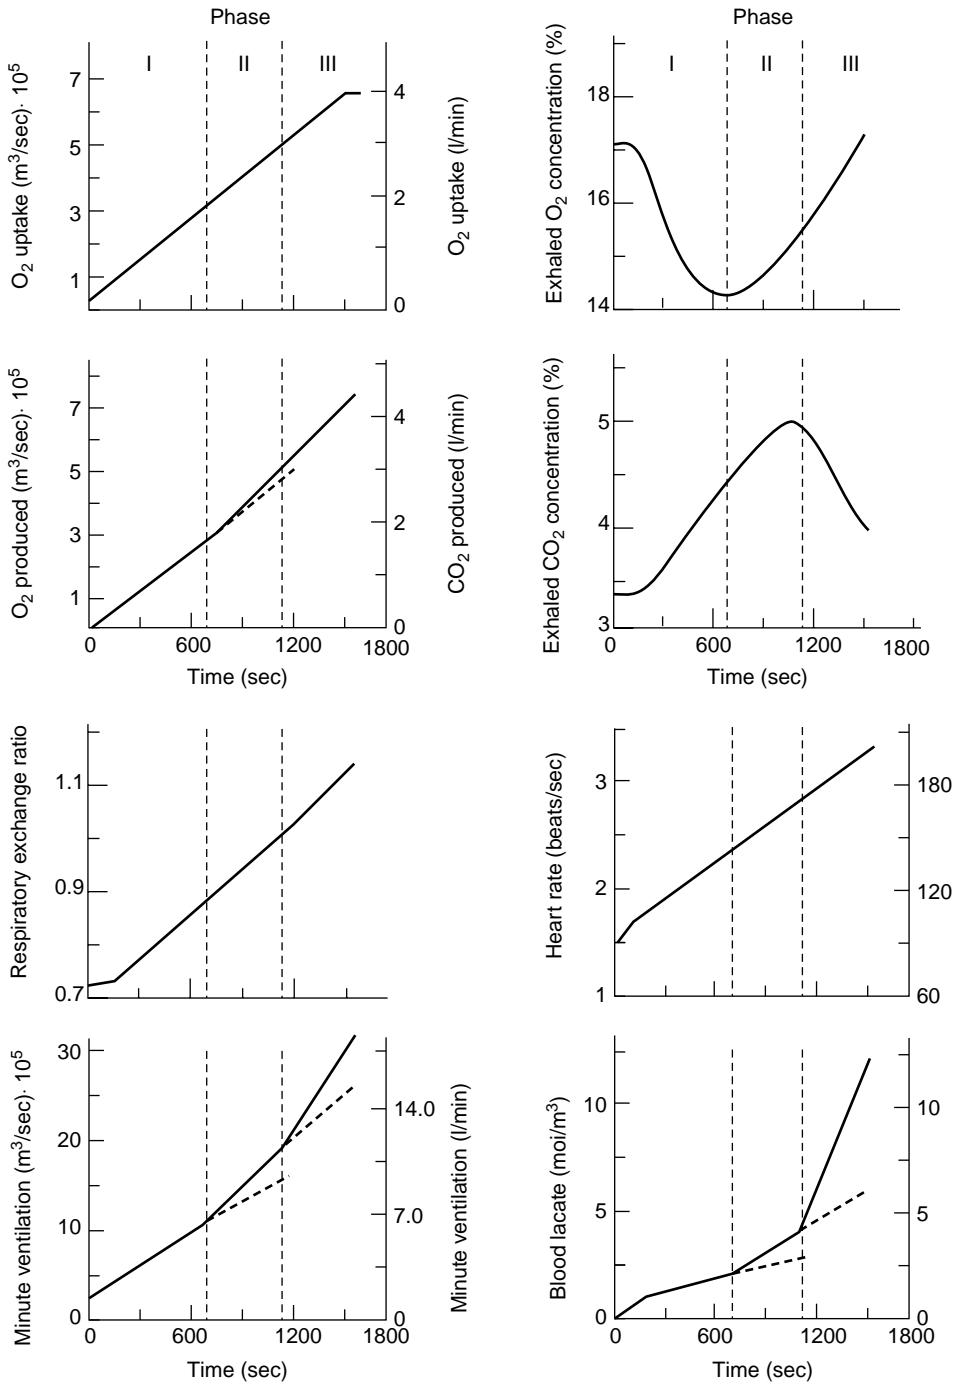 Phase
I II III
O₂ uptake (m³/sec)· 10⁵
7
5
3
1
4
2
0
O₂ uptake (l/min)
Phase
I II III
Exhaled O₂ concentration (%)
18
16
14
O₂ produced (m³/sec)· 10⁵
7
5
3
1
4
2
0
CO₂ produced (l/min)
0 600 1200 1800
Time (sec)
Exhaled CO₂ concentration (%)
5
4
3
0 600 1200 1800
Time (sec)
Respiratory exchange ratio
1.1
0.9
0.7
Heart rate (beats/sec)
3
2
1
180
120
60
Minute ventilation (m³/sec)· 10⁵
30
20
10
0
14.0
7.0
0
Minute ventilation (l/min)
0 600 1200 1800
Time (sec)
Blood lacate (moi/m³)
10
5
0
10
5
0
0 600 1200 1800
Time (sec)